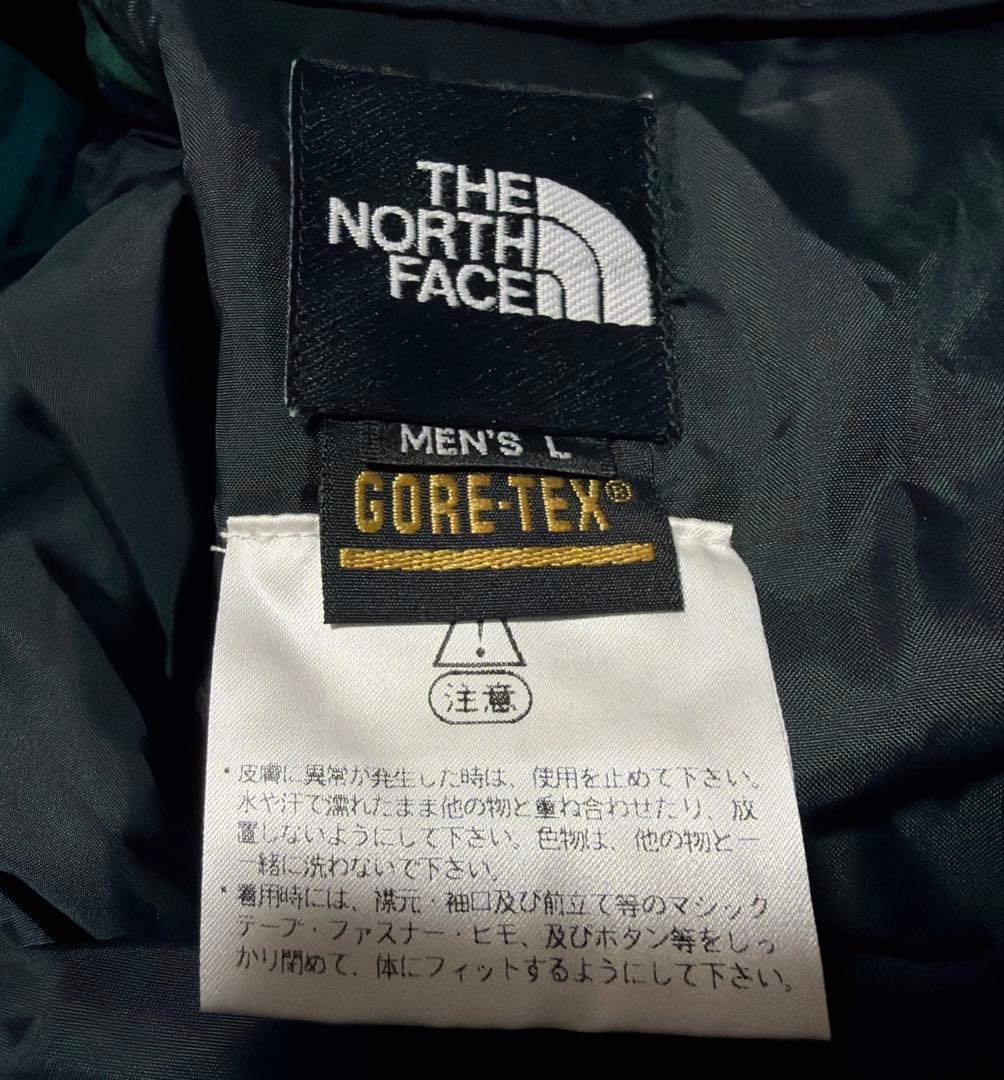 THE
NORTH
FACE
MEN'S L
GORE-TEX®
注意
・皮膚に異常が発生した時は、使用を止めて下さい。
水や汗で濡れたまま他の物と重ね合わせたり、放
置しないようにして下さい。色物は、他の物と一
一緒に洗わないで下さい。
・着用時には、襟元・袖口及び前立て等のマジック
テープ・ファスナー・ヒモ、及びボタン等をしっ
かり閉めて、体にフィットするようにして下さい。